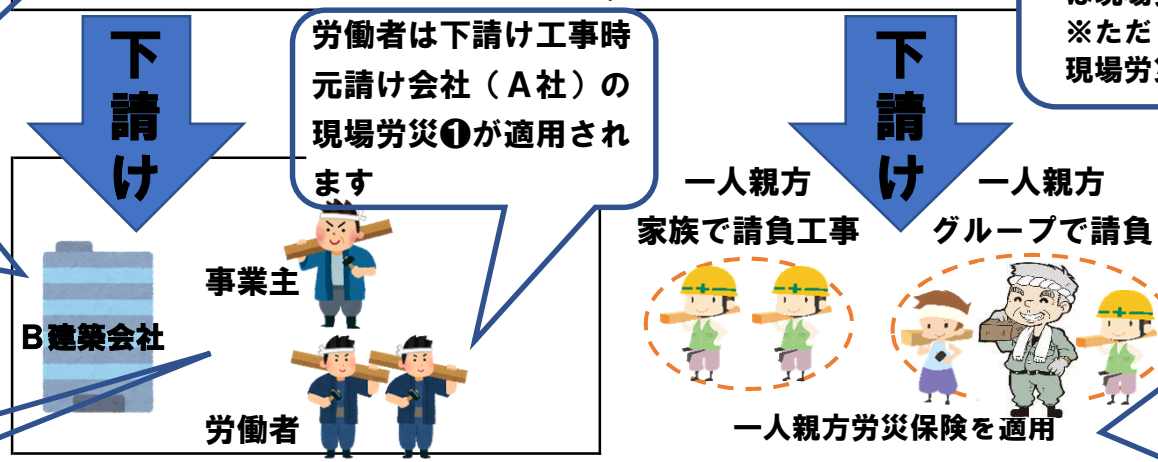 下請け
労働者は下請け工事時
元請け会社（A社）の
現場労災❶が適用され
ます
事業主
B建築会社
労働者
下請け
※ただ
現場労災
一人親方
家族で請負工事
一人親方
グループで請負
一人親方労災保険を適用